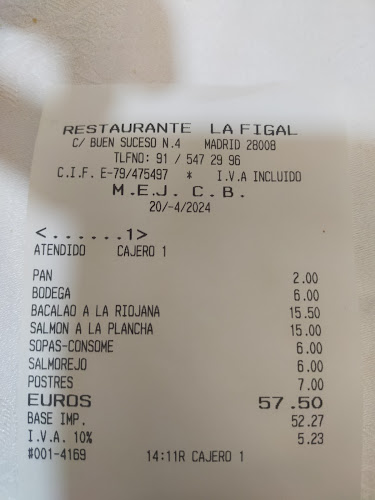 RESTAURANTE LA FIGAL
C/ BUEN SUCESO N.4 MADRID 28008
TLFNO: 91 / 547 29 96
C.I.F. E-79/475497 * I.V.A INCLUIDO
M.E.J. C.B.
20/-4/2024
<......1>
ATENDIDO CAJERO 1
PAN 2.00
BODEGA 6.00
BACALAO A LA RIOJANA 15.50
SALMON A LA PLANCHA 15.00
SOPAS-CONSOME 6.00
SALMOREJO 6.00
POSTRES 7.00
EUROS 57.50
BASE IMP. 52.27
I.V.A. 10% 5.23
#001-4169 14:11R CAJERO 1